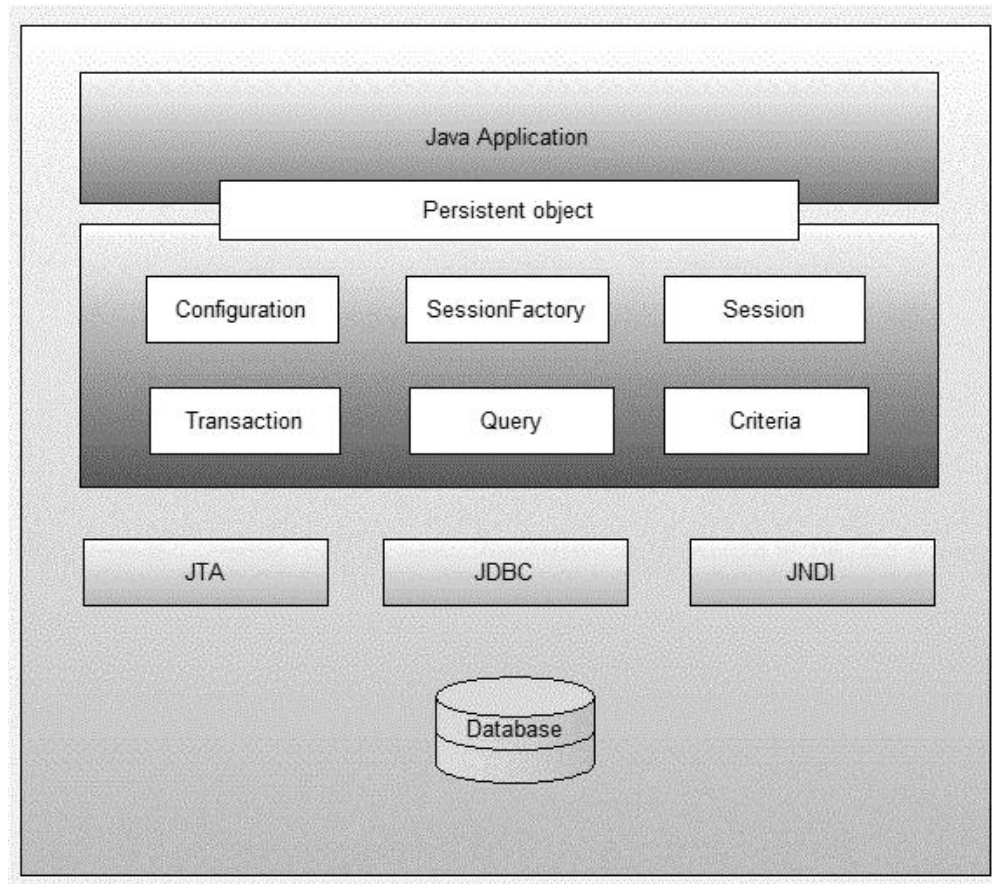 Java Application
Persistent object
Configuration
SessionFactory
Session
Transaction
Query
Criteria
JTA
JDBC
JNDI
Database